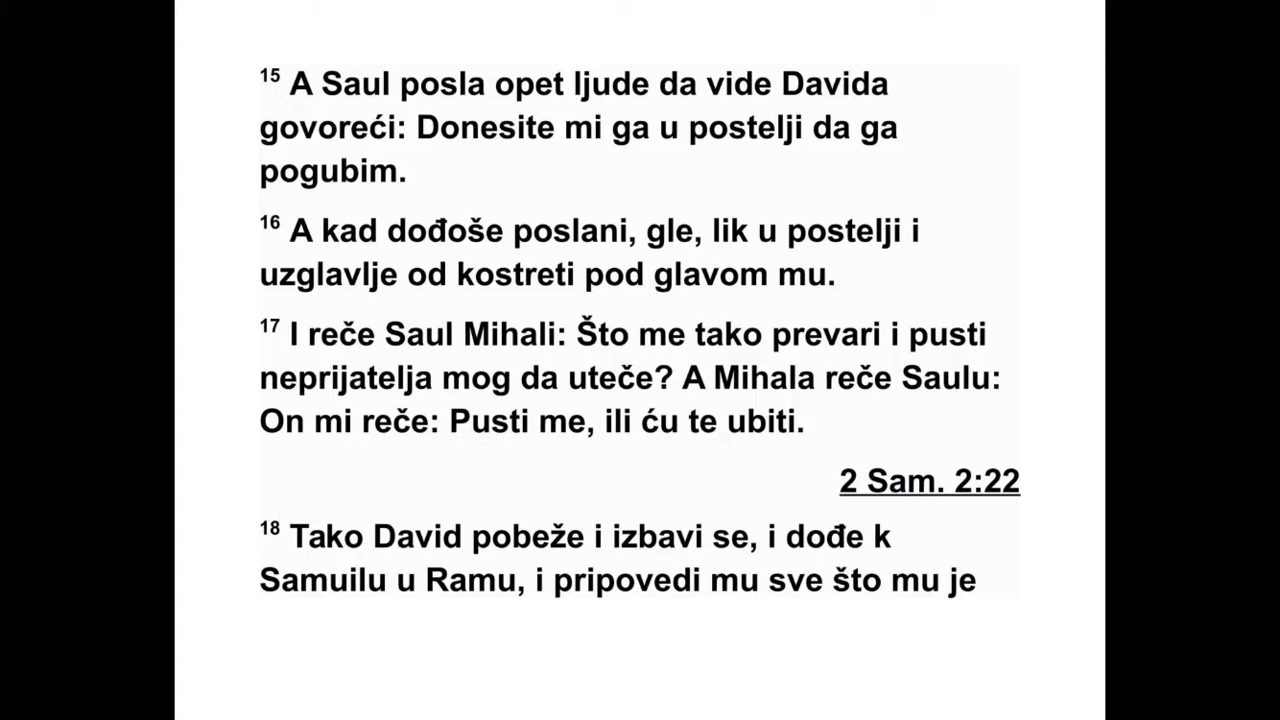 15 A Saul posla opet ljude da vide Davida
govoreći: Donesite mi ga u postelji da ga
pogubim.
16 A kad dođoše poslani, gle, lik u postelji i
uzglavlje od kostreti pod glavom mu.
17 I reče Saul Mihali: Što me tako prevari i pusti
neprijatelja mog da uteče? A Mihala reče Saulu:
On mi reče: Pusti me, ili ću te ubiti.
2 Sam. 2:22
18 Tako David pobeže i izbavi se, i dođe k
Samuilu u Ramu, i pripovedi mu sve što mu je